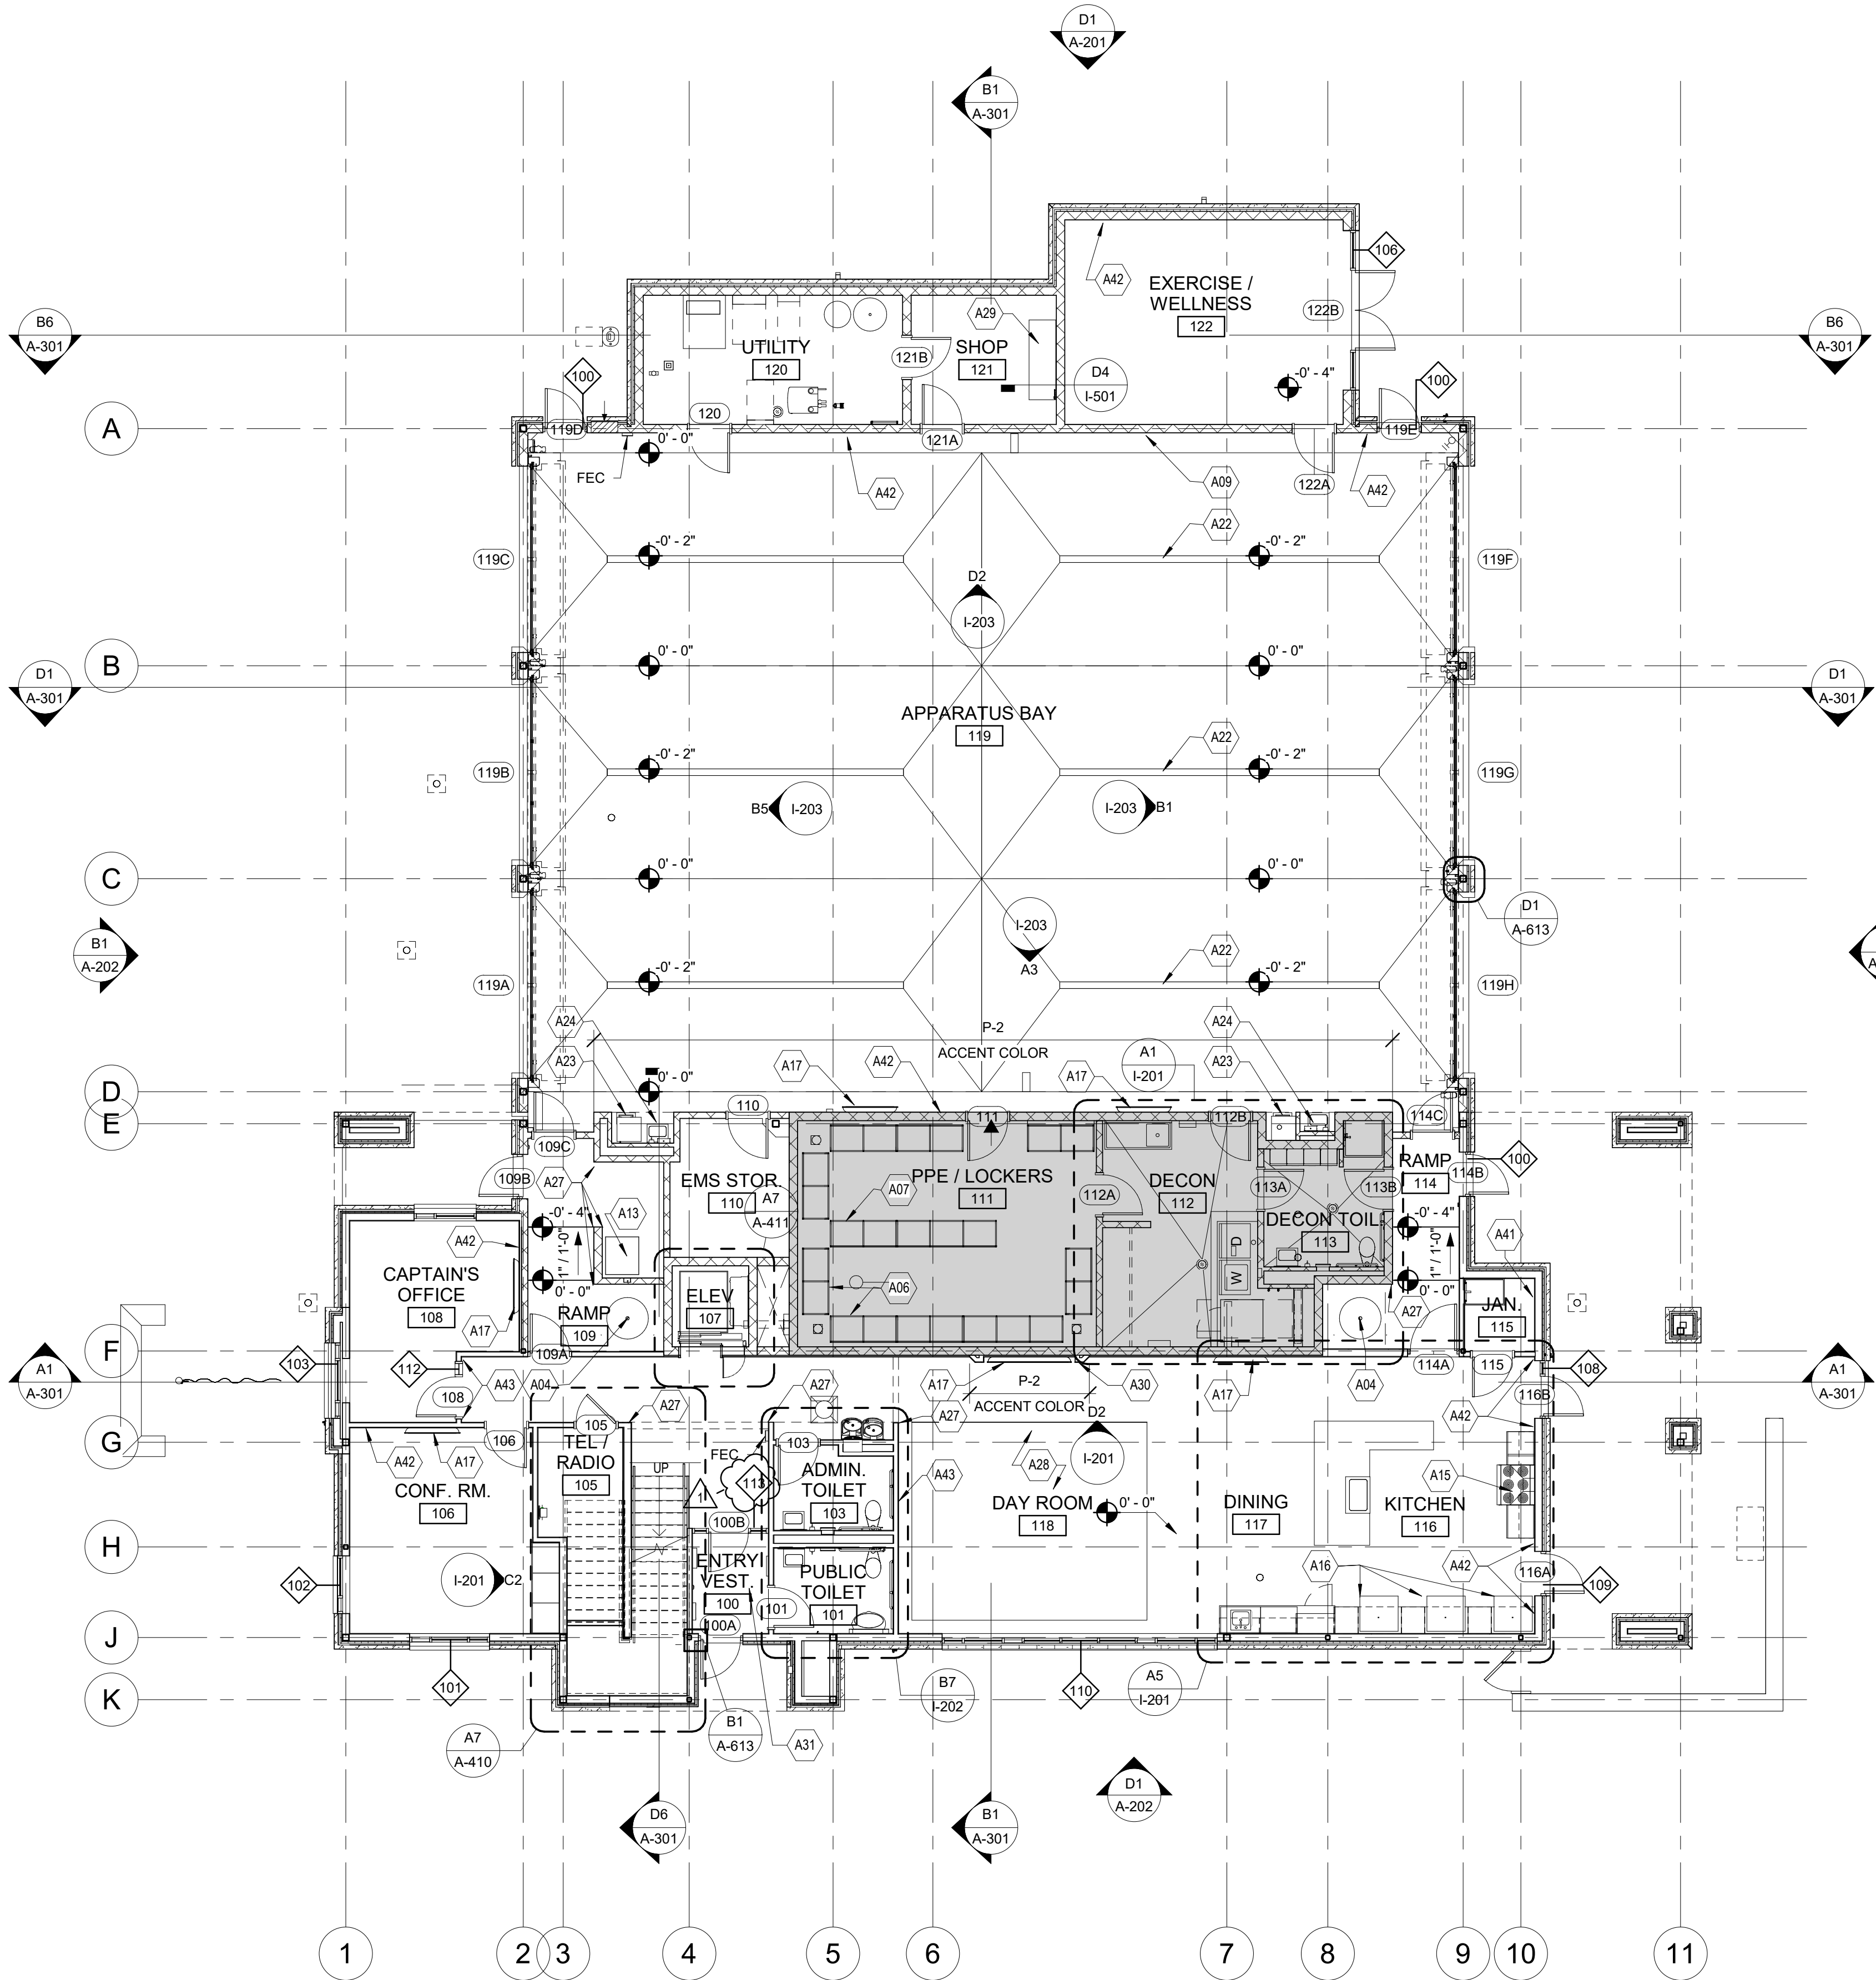 D1
A-201
B1
A-301
106
A42
EXERCISE /
WELLNESS
122
122B
A29
B6
A-301
B6
A-301
UTILITY
120
121B
SHOP
121
D4
I-501
100
-0' - 4"
100
120
A
119D
121A
119E
0' - 0"
FEC
A42
A09
122A
A42
A22
119C
-0' - 2"
-0' - 2"
119F
D2
I-203
B
0' - 0"
0' - 0"
D1
A-301
D1
A-301
APPARATUS BAY
119
A22
119B
-0' - 2"
-0' - 2"
119G
B5
I-203
I-203
B1
C
0' - 0"
0' - 0"
D1
A-613
B1
A-202
I-203
A3
A22
119A
-0' - 2"
-0' - 2"
119H
A24
P-2
A24
ACCENT COLOR
A1
I-201
A23
A17
A42
A17
A23
D
0' - 0"
E
110
111
112B
114C
109C
109B
A27
EMS STOR.
110
PPE / LOCKERS
111
DECON
112
113A
113B
RAMP
114
114B
100
A7
A-411
A07
112A
A13
DECON TOIL.
113
-0' - 4"
-0' - 4"
A42
A41
1" / 1'-0"
1" / 1'-0"
D
W
CAPTAIN'S
OFFICE
108
0' - 0"
ELEV
107
A06
0' - 0"
A27
JAN.
115
RAMP
109
A17
F
103
112
109A
114A
115
108
A1
A-301
A1
A-301
108
A43
A04
A27
A17
P-2
A30
A17
A04
116B
ACCENT COLOR
A27
A27
D2
I-201
A42
G
105
106
103
FEC
A42
A17
TEL /
RADIO
105
UP
1
113
ADMIN.
TOILET
103
A43
A28
A15
CONF. RM.
106
DAY ROOM
118
0' - 0"
DINING
117
KITCHEN
116
100B
H
ENTRY
VEST.
100
PUBLIC
TOILET
101
A16
A42
116A
I-201
C2
102
109
101
100A
J
101
K
B7
I-202
110
A5
I-201
A7
A-410
B1
A-613
A31
D1
A-202
D6
A-301
B1
A-301
1
2
3
4
5
6
7
8
9
10
11